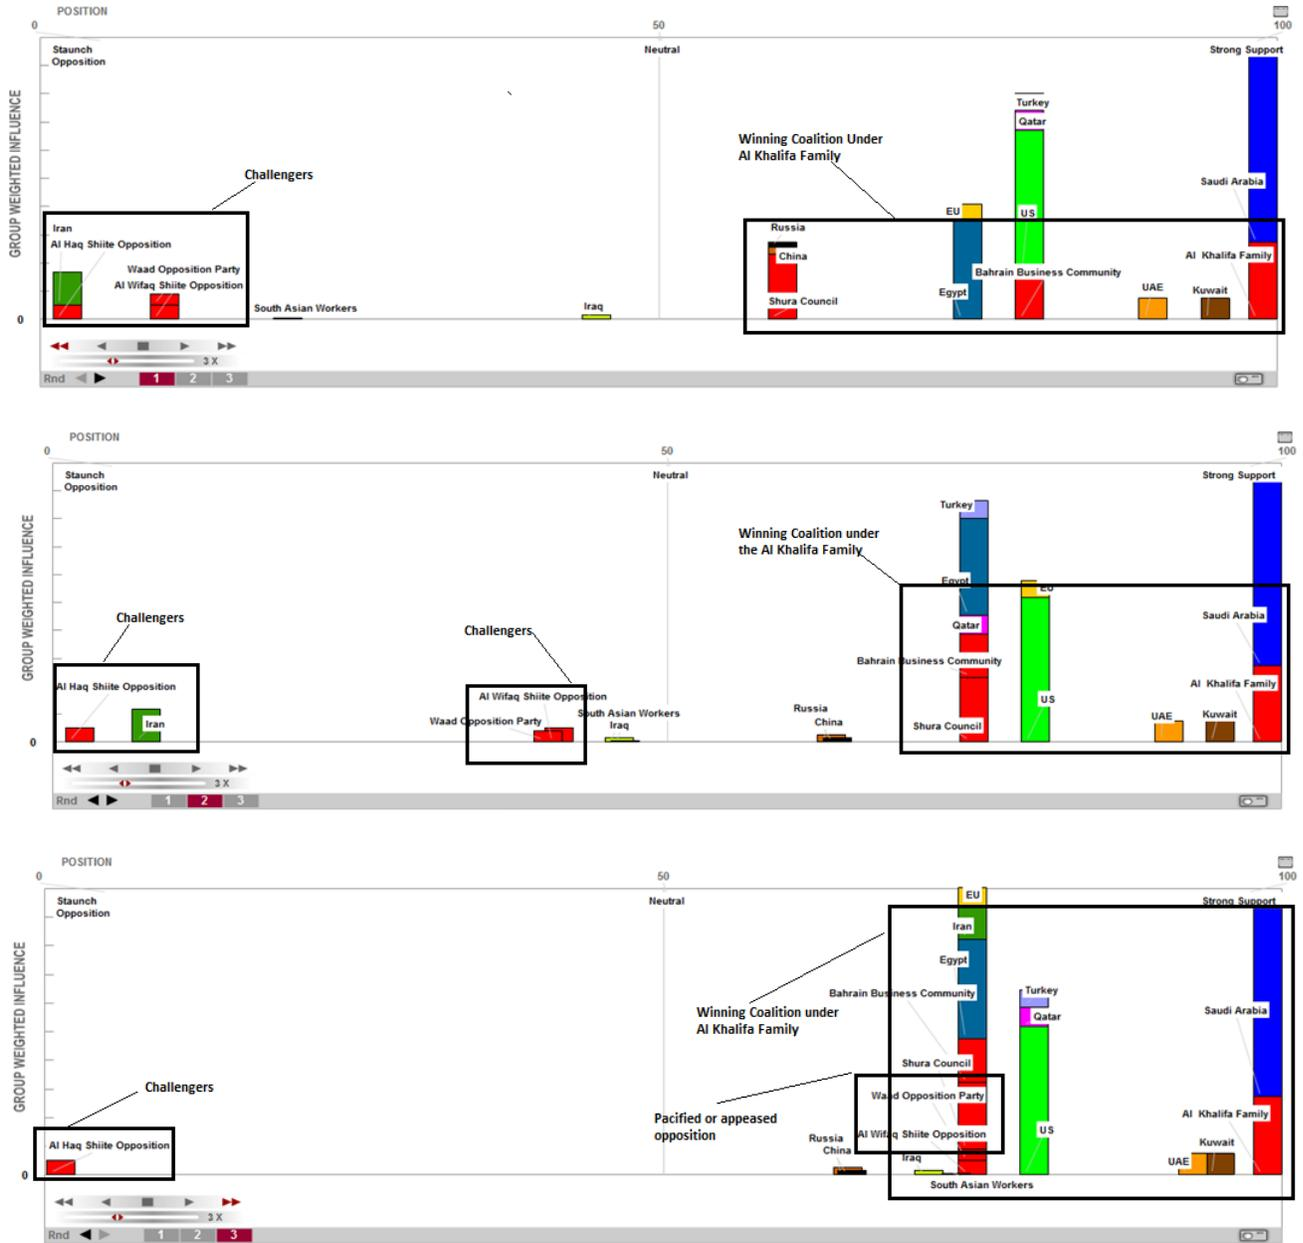 POSITION
0
50
100
Staunch
Opposition
Neutral
Strong Support
GROUP WEIGHTED INFLUENCE
Turkey
Qatar
Winning Coalition Under
Al Khalifa Family
Challengers
Saudi Arabia
EU
US
Iran
Russia
Al Haq Shiite Opposition
China
Al Khalifa Family
Waad Opposition Party
Bahrain Business Community
Al Wifaq Shiite Opposition
UAE
Kuwait
Egypt
Shura Council
South Asian Workers
Iraq
0
3 X
Rnd
1
2
3
POSITION
0
50
100
Staunch
Opposition
Neutral
Strong Support
GROUP WEIGHTED INFLUENCE
Turkey
Winning Coalition under
the Al Khalifa Family
Egypt
EU
Challengers
Saudi Arabia
Qatar
Challengers
Bahrain Business Community
Al Haq Shiite Opposition
Al Khalifa Family
Al Wifaq Shiite Opposition
US
South Asian Workers
Russia
Waad Opposition Party
Iran
Iraq
China
UAE
Kuwait
Shura Council
0
3 X
Rnd
1
2
3
POSITION
0
50
100
Staunch
Opposition
Neutral
Strong Support
GROUP WEIGHTED INFLUENCE
EU
Iran
Egypt
Bahrain Business Community
Turkey
Winning Coalition under
Al Khalifa Family
Qatar
Saudi Arabia
Shura Council
Challengers
Waad Opposition Party
Pacified or appeased
opposition
Al Khalifa Family
Al Wifaq Shiite Opposition
US
Al Haq Shiite Opposition
Russia
China
Kuwait
Iraq
UAE
0
South Asian Workers
3 X
Rnd
1
2
3